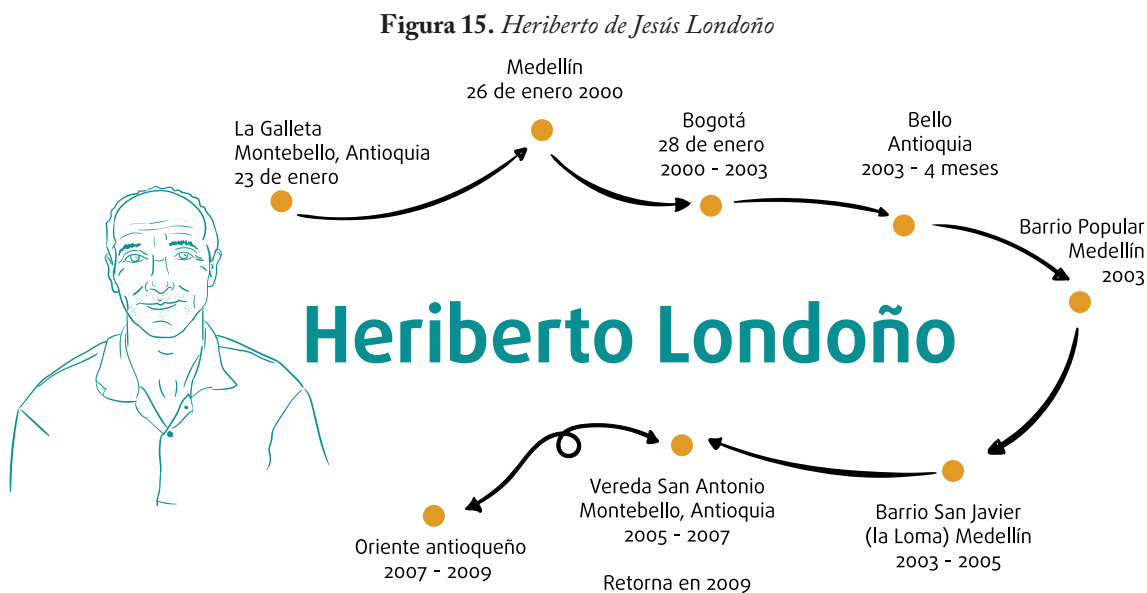 Figura 15. Heriberto de Jesús Londoño
Medellín
26 de enero 2000
La Galleta
Montebello, Antioquia
23 de enero
Bogotá
28 de enero
2000 - 2003
Bello
Antioquia
2003 - 4 meses
Barrio Popular
Medellín
2003
Heriberto Londoño
Barrio San Javier
(la Loma) Medellín
2003 - 2005
Vereda San Antonio
Montebello, Antioquia
2005 - 2007
Retorna en 2009
Oriente antioqueño
2007 - 2009